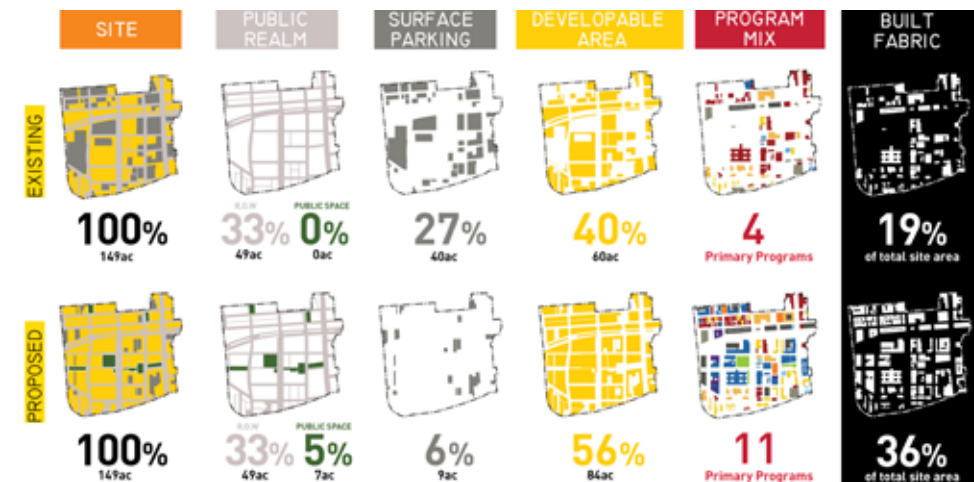 SITE
PUBLIC
REALM
SURFACE
PARKING
DEVELOPABLE
AREA
PROGRAM
MIX
BUILT
FABRIC
EXISTING
100%
149ac
R.O.W
33%
49ac
PUBLIC SPACE
0%
0ac
27%
40ac
40%
60ac
4
Primary Programs
19%
of total site area
PROPOSED
100%
149ac
R.O.W
33%
49ac
PUBLIC SPACE
5%
7ac
6%
9ac
56%
84ac
11
Primary Programs
36%
of total site area